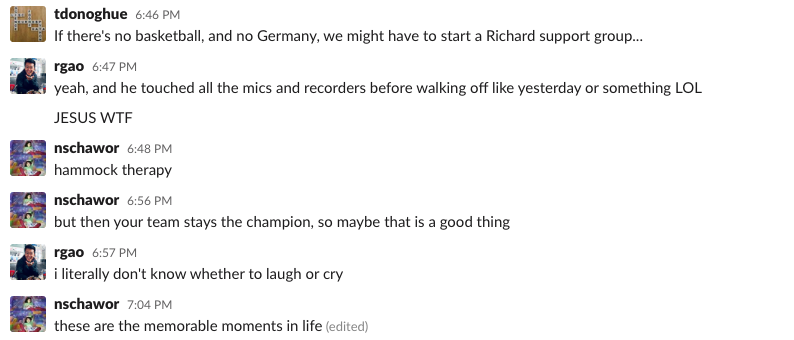 tdonoghue 6:46 PM
If there's no basketball, and no Germany, we might have to start a Richard support group...
rgao 6:47 PM
yeah, and he touched all the mics and recorders before walking off like yesterday or something LOL
JESUS WTF
nschawor 6:48 PM
hammock therapy
nschawor 6:56 PM
but then your team stays the champion, so maybe that is a good thing
rgao 6:57 PM
i literally don't know whether to laugh or cry
nschawor 7:04 PM
these are the memorable moments in life (edited)